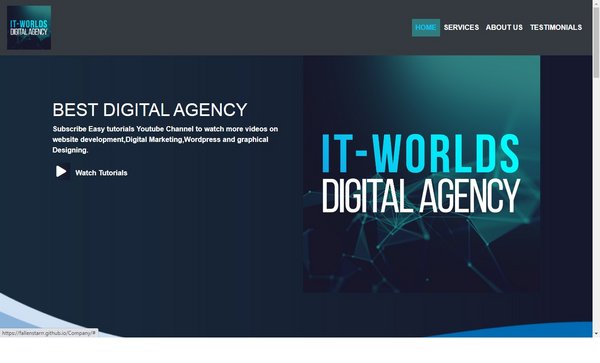 IT-WORLDS
DIGITAL AGENCY
HOME SERVICES ABOUT US TESTIMONIALS
BEST DIGITAL AGENCY
Subscribe Easy tutorials Youtube Channel to watch more videos on
website development,Digital Marketing,Wordpress and graphical
Designing.
Watch Tutorials
IT-WORLDS
DIGITAL AGENCY
https://fallenstarrr.github.io/Company/#